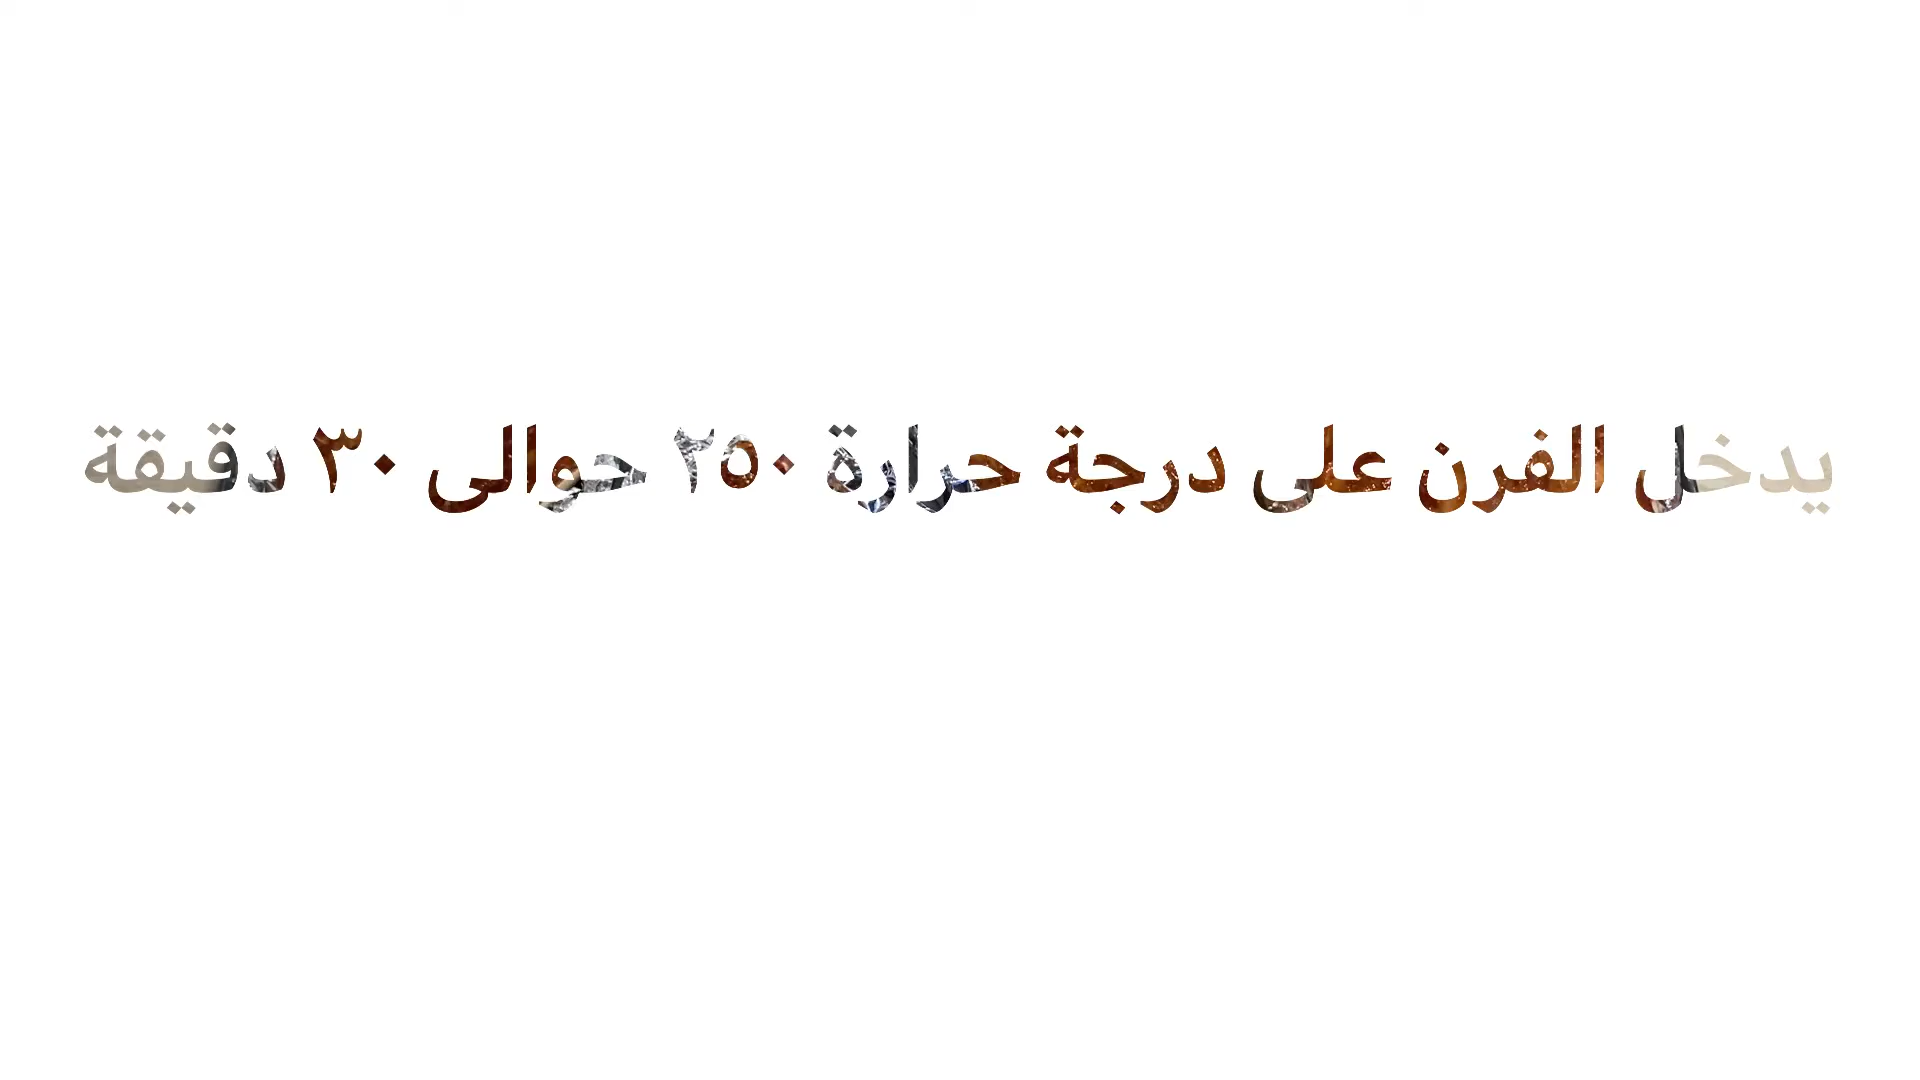 يدخل الفرن على درجة حرارة ٢٥٠ حوالى ٣٠ دقيقة